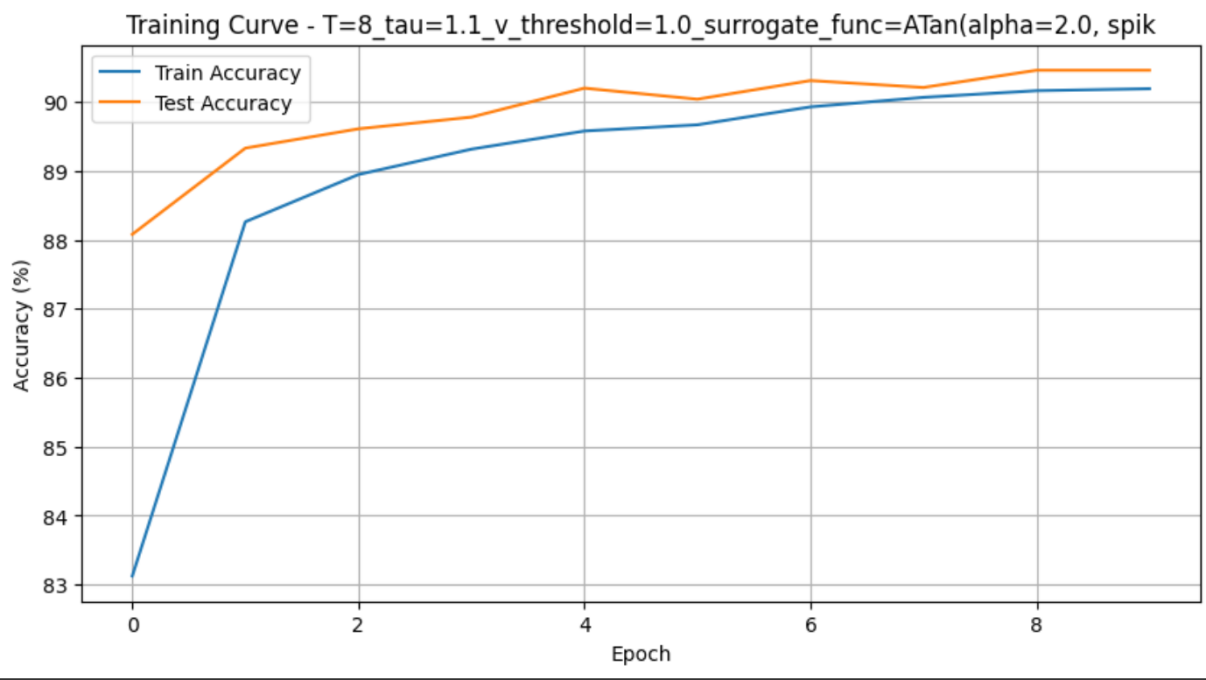 Training Curve - T=8_tau=1.1_v_threshold=1.0_surrogate_func=ATan(alpha=2.0, spik
Train Accuracy
Test Accuracy
90
89
88
87
86
85
84
83
Accuracy (%)
0 2 4 6 8
Epoch